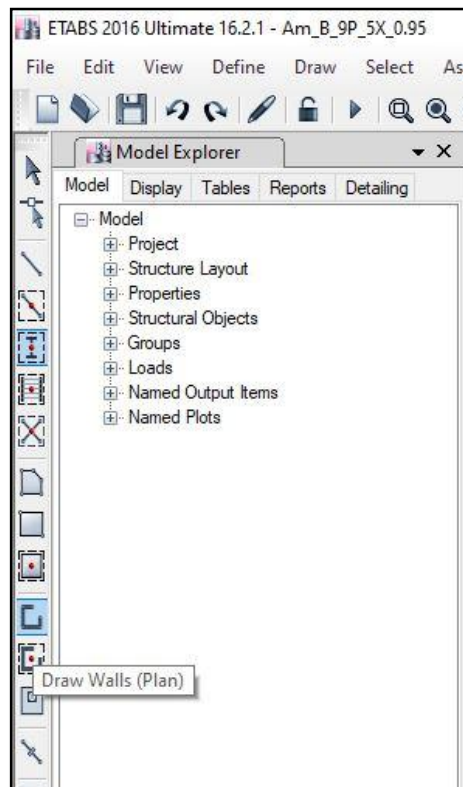 ETABS 2016 Ultimate 16.2.1 - Am_B_9P_5X_0.95
File Edit View Define Draw Select As
Model Explorer
Model Display Tables Reports Detailing
Model
Project
Structure Layout
Properties
Structural Objects
Groups
Loads
Named Output Items
Named Plots
Draw Walls (Plan)